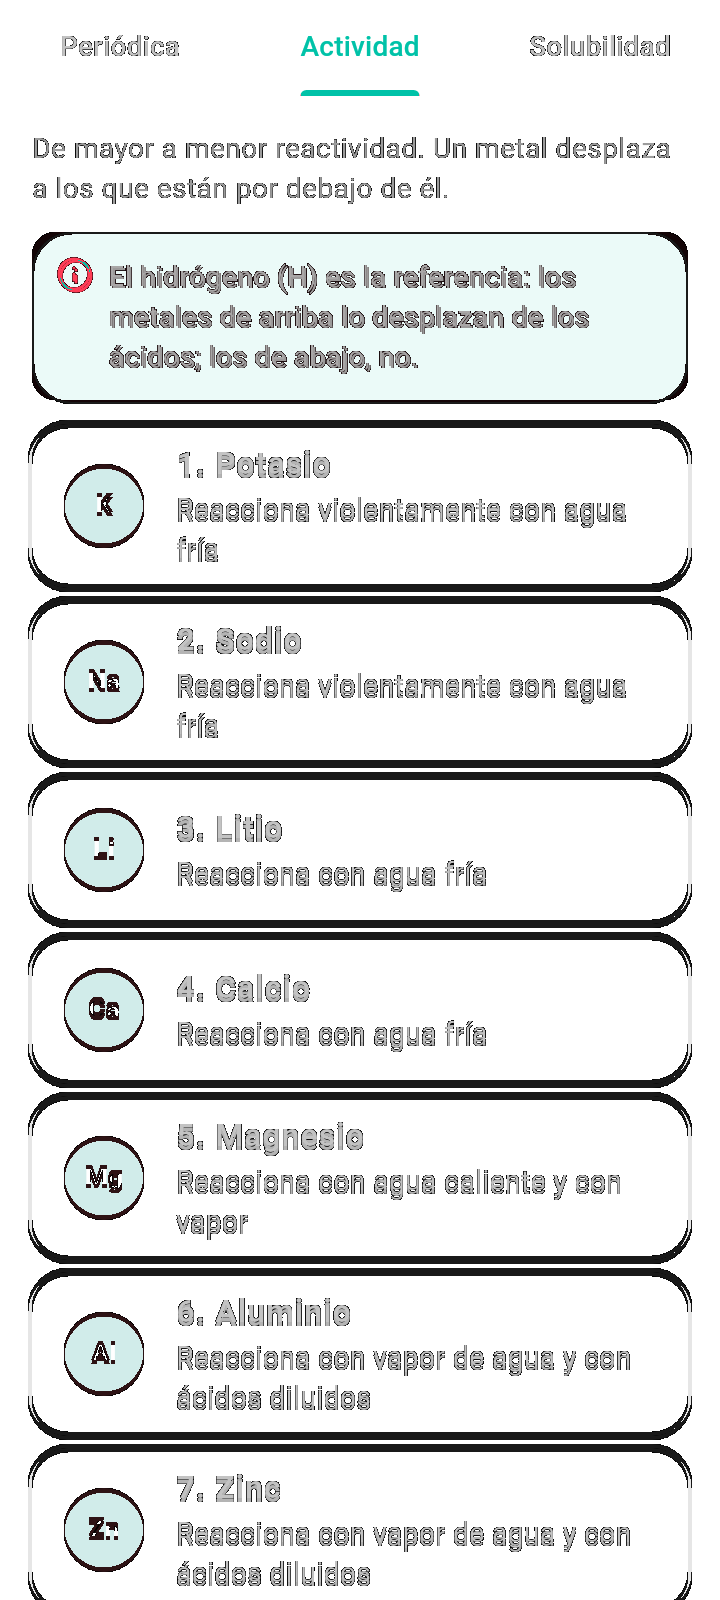 Periódica Actividad Solubilidad
De mayor a menor reactividad. Un metal desplaza
a los que están por debajo de él.
El hidrógeno (H) es la referencia: los
metales de arriba lo desplazan de los
ácidos; los de abajo, no.
1. Potasio
K
Reacciona violentamente con agua
fría
2. Sodio
Na
Reacciona violentamente con agua
fría
3. Litio
Li
Reacciona con agua fría
4. Calcio
Ca
Reacciona con agua fría
5. Magnesio
Mg
Reacciona con agua caliente y con
vapor
6. Aluminio
Al
Reacciona con vapor de agua y con
ácidos diluidos
7. Zinc
Zn
Reacciona con vapor de agua y con
ácidos diluidos